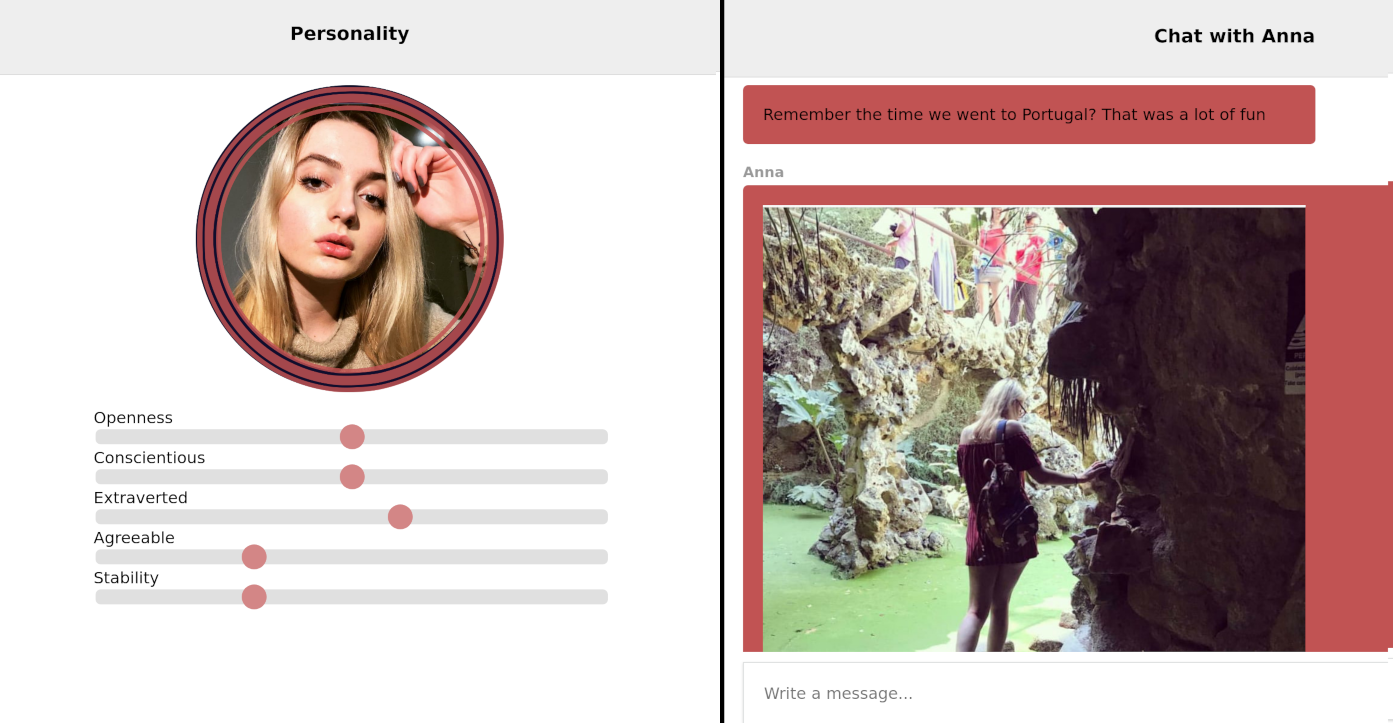 Personality
Openness
Conscientious
Extraverted
Agreeable
Stability
Chat with Anna
Remember the time we went to Portugal? That was a lot of fun
Anna
Write a message...